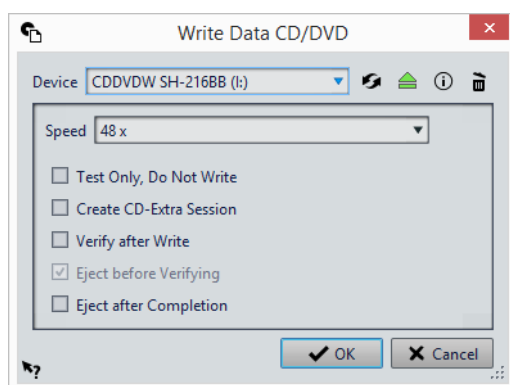 Write Data CD/DVD
Device CDDVDW SH-216BB (I:)
Speed 48 x
Test Only, Do Not Write
Create CD-Extra Session
Verify after Write
Eject before Verifying
Eject after Completion
OK Cancel